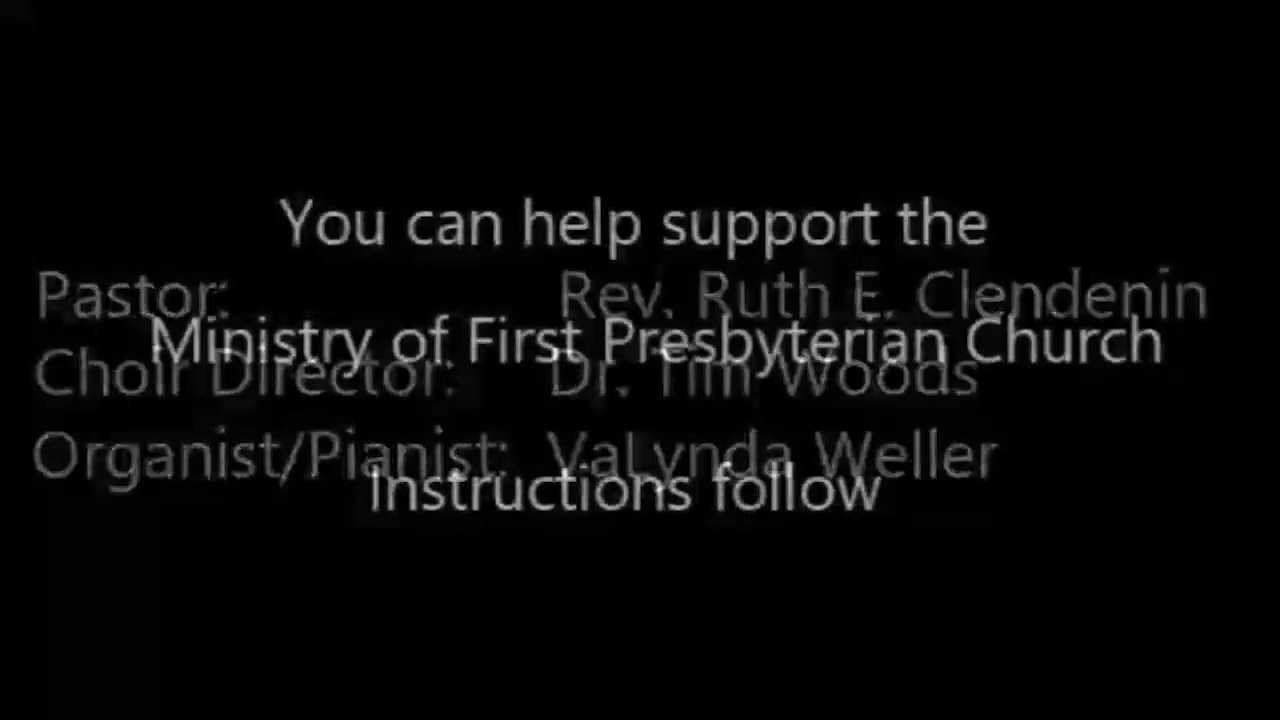 You can help support the
Pastor: Rev. Ruth E. Clendenin
Ministry of First Presbyterian Church
Choir Director: Dr. Tim Woods
Organist/Pianist: VaLynda Weller
Instructions follow